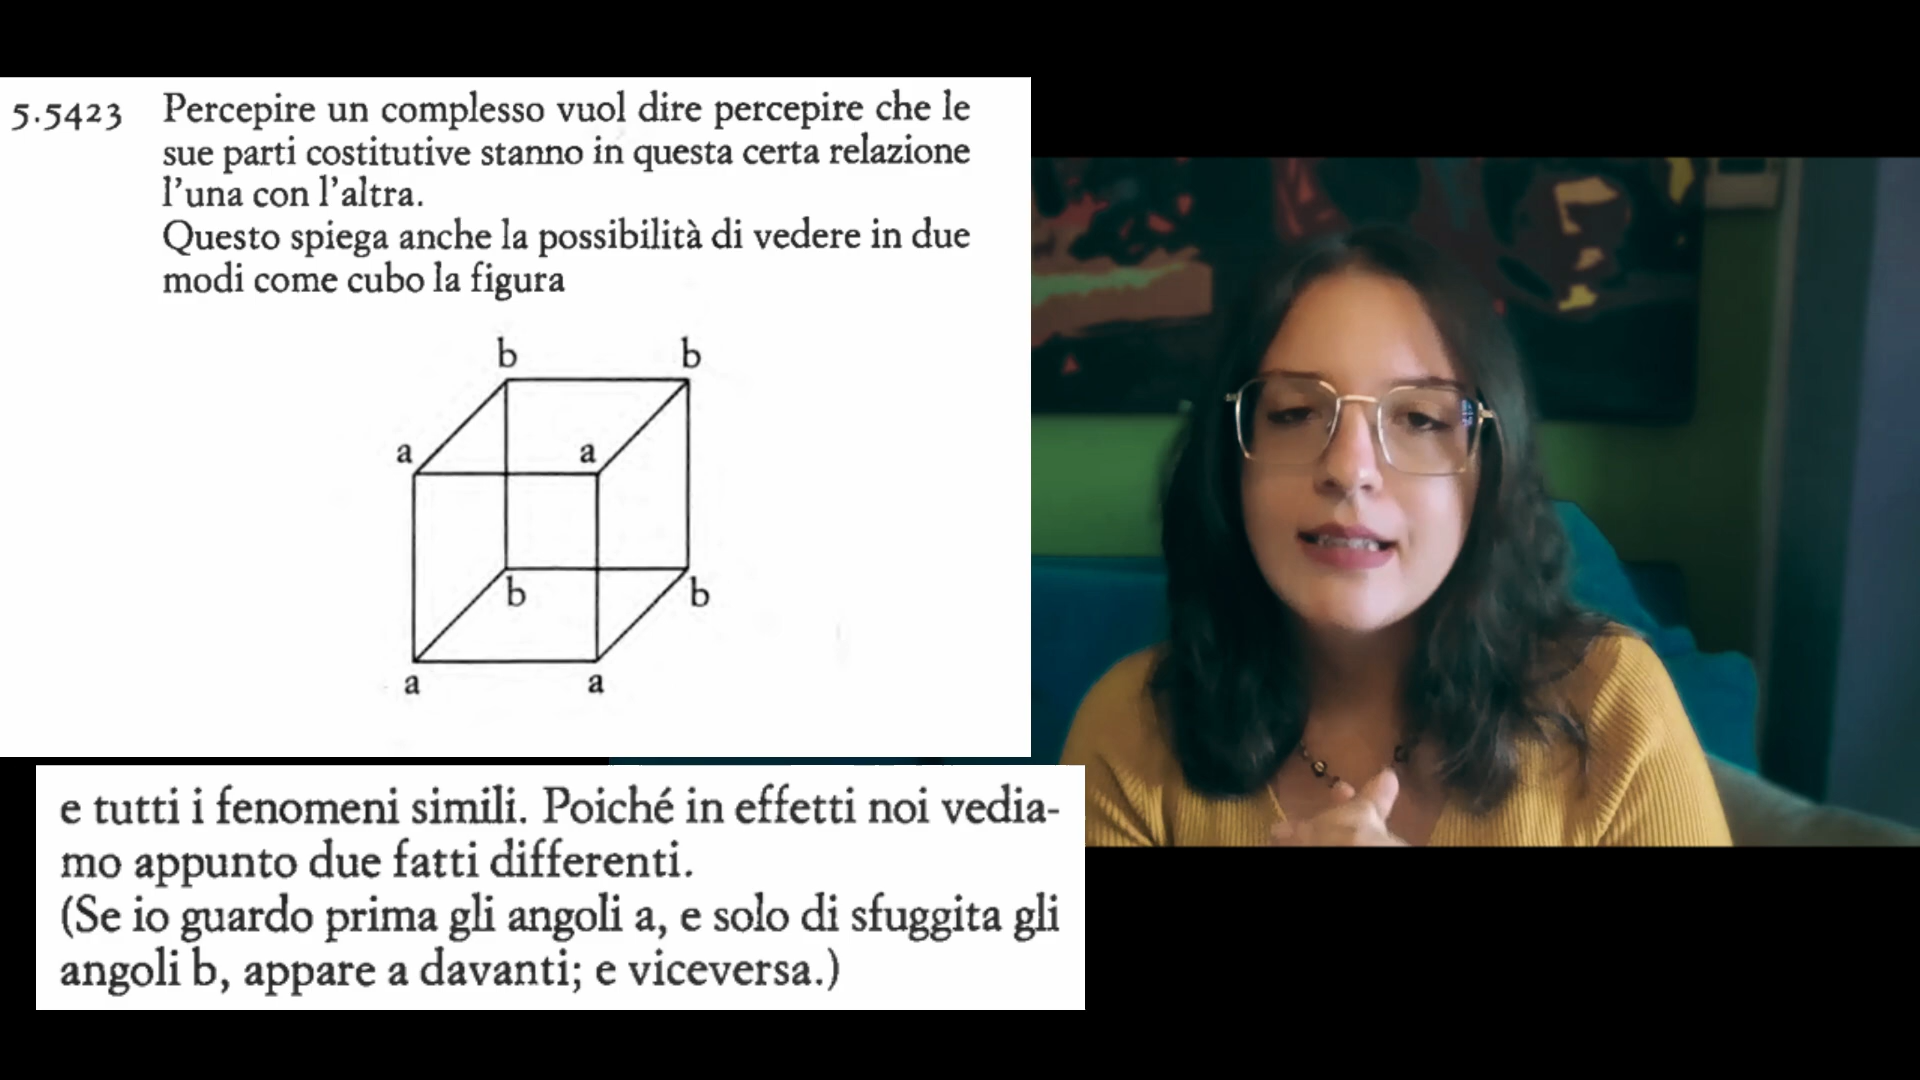 5.5423 Percepire un complesso vuol dire percepire che le
sue parti costitutive stanno in questa certa relazione
l'una con l'altra.
Questo spiega anche la possibilità di vedere in due
modi come cubo la figura
b b
a a
b b
a a
e tutti i fenomeni simili. Poiché in effetti noi vedia-
mo appunto due fatti differenti.
(Se io guardo prima gli angoli a, e solo di sfuggita gli
angoli b, appare a davanti; e viceversa.)